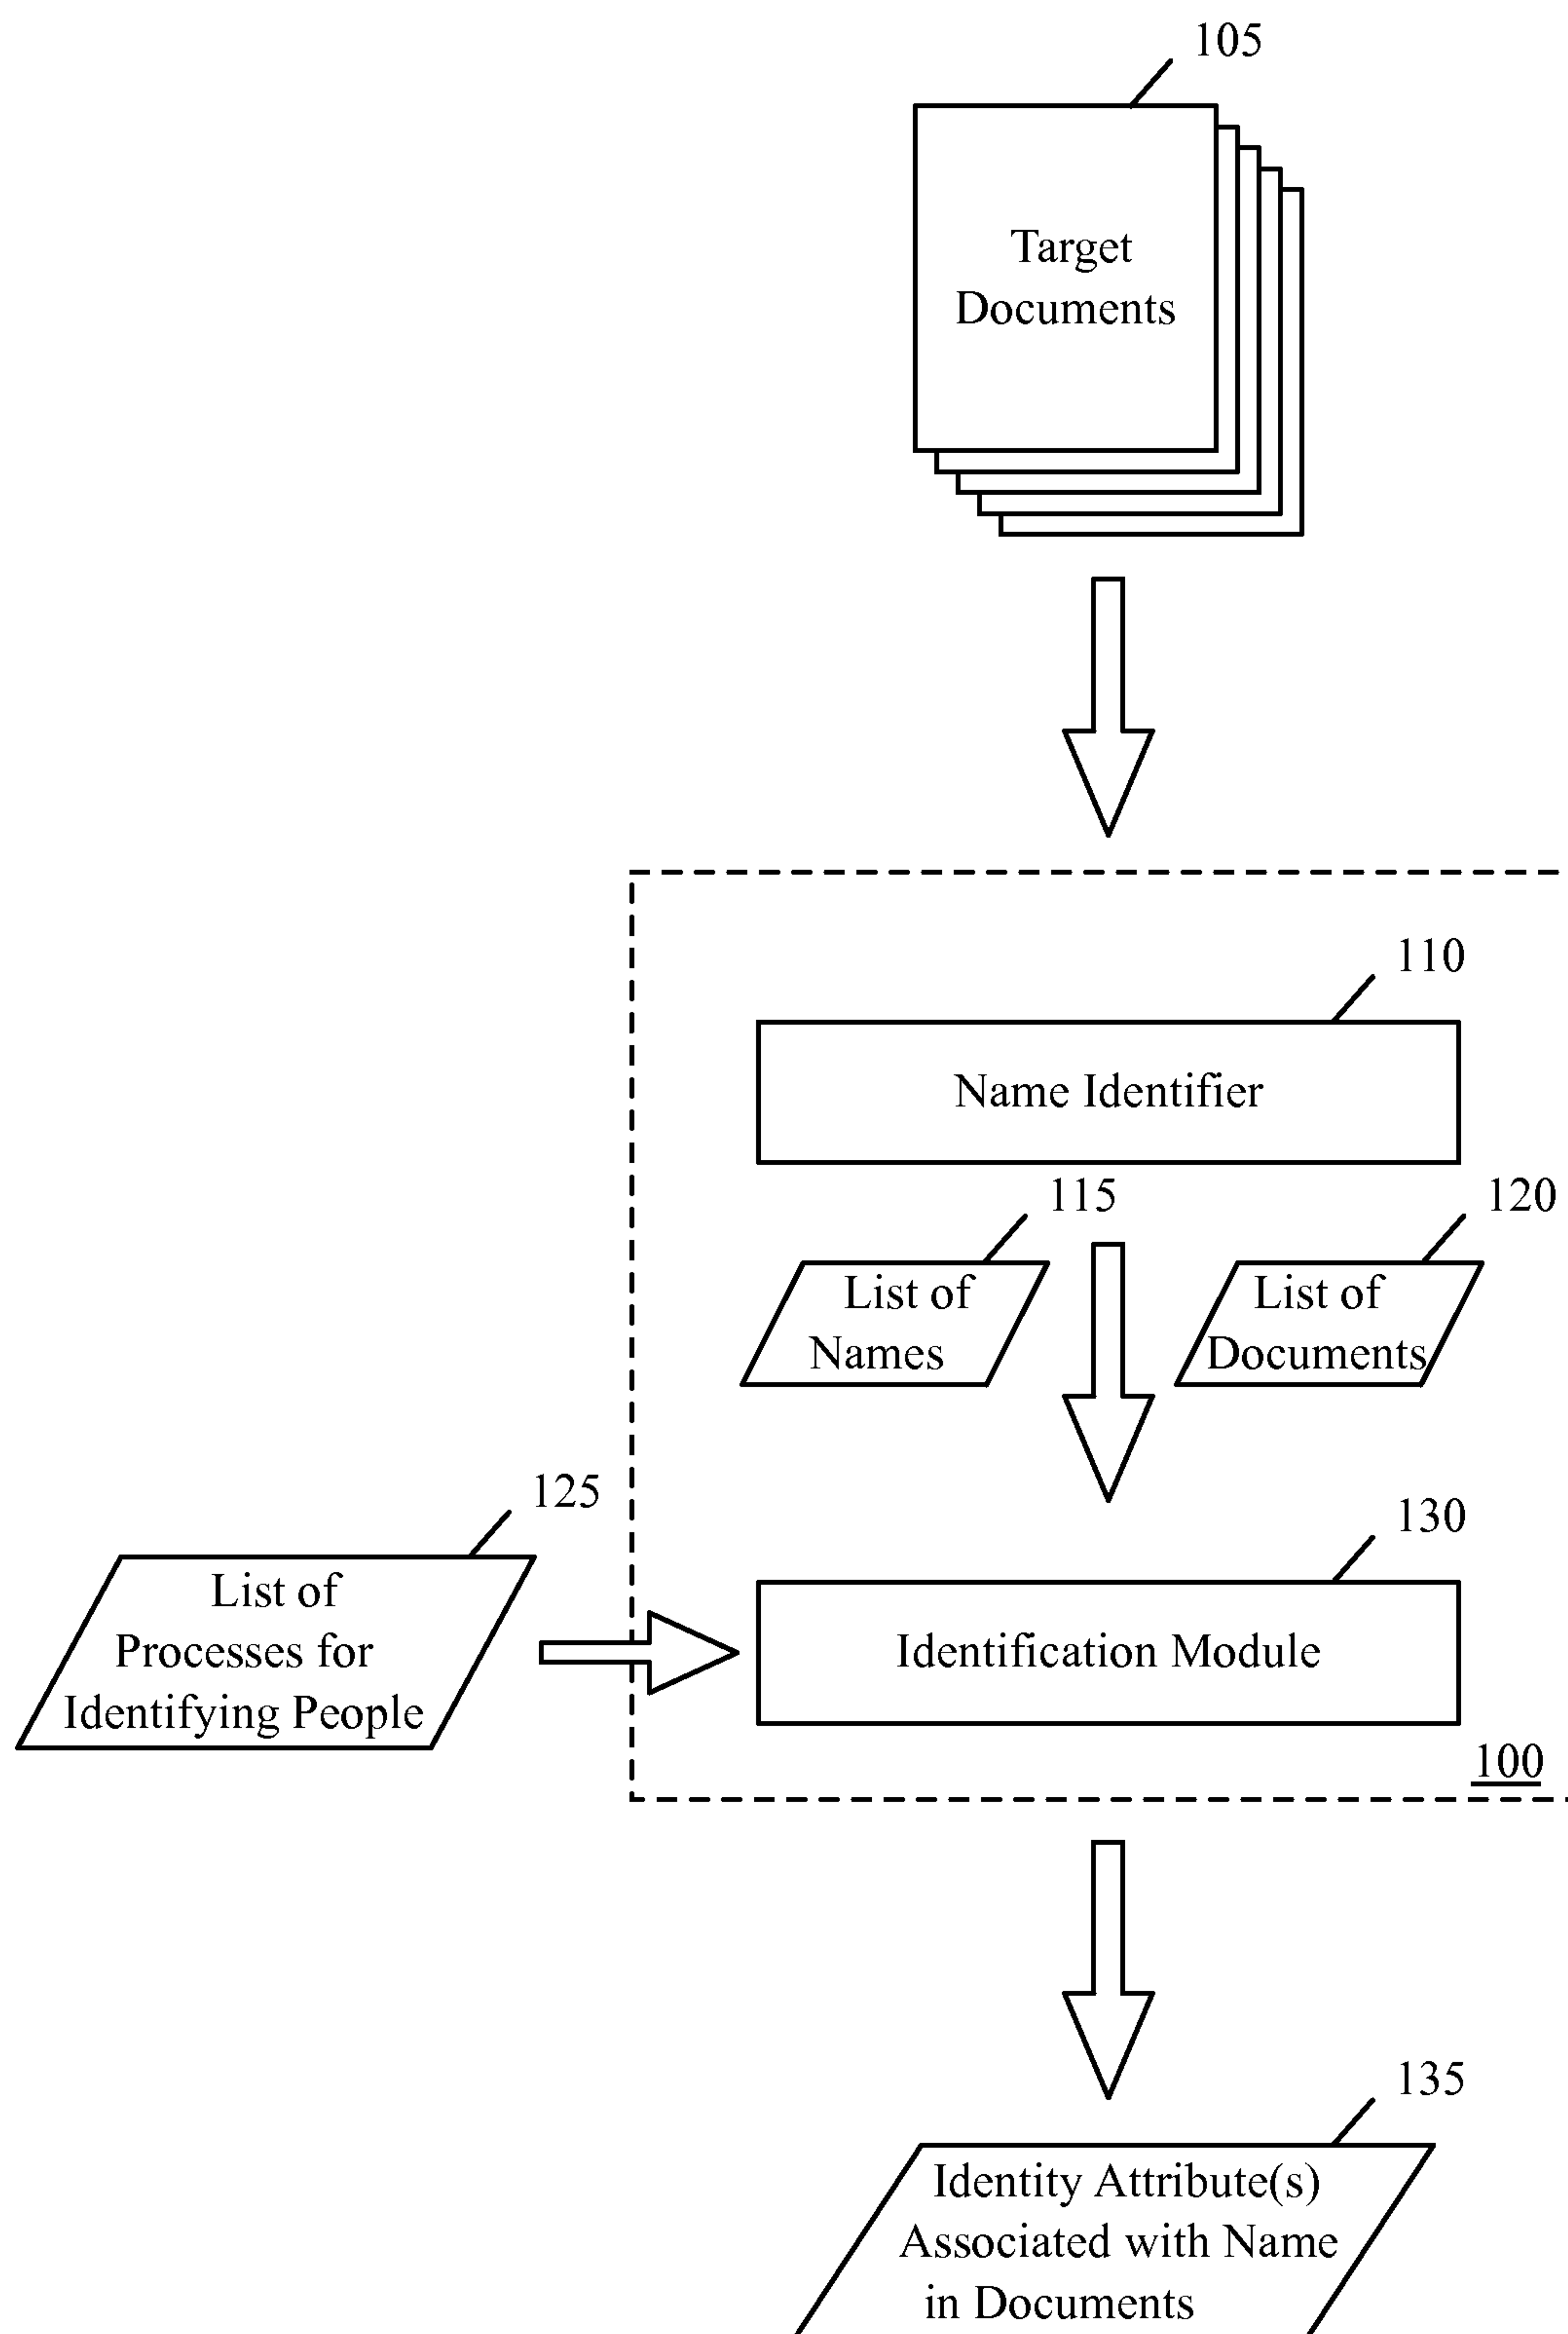 105
Target
Documents
110
Name Identifier
115
120
List of
Names
List of
Documents
125
List of
Processes for
Identifying People
130
Identification Module
100
135
Identity Attribute(s)
Associated with Name
in Documents